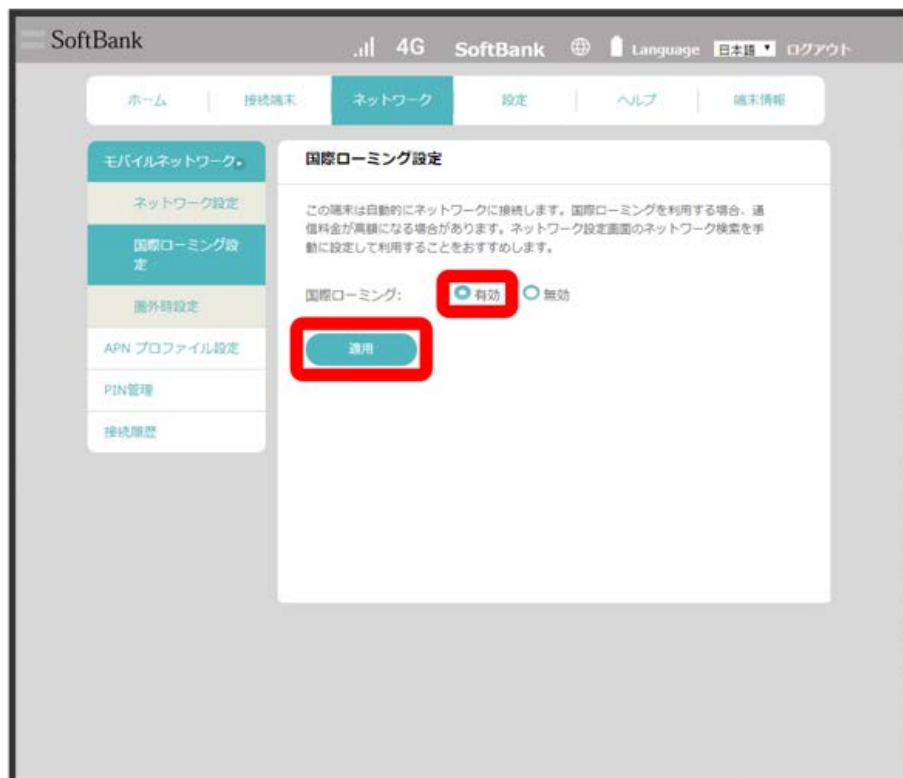 SoftBank
4G SoftBank Language 日本語 ログアウト
ホーム 接続端末 ネットワーク 設定 ヘルプ 端末情報
モバイルネットワーク
ネットワーク設定
国際ローミング設
定
圏外時設定
APN プロファイル設定
PIN管理
接続履歴
国際ローミング設定
この端末は自動的にネットワークに接続します。国際ローミングを利用する場合、通
信料金が高額になる場合があります。ネットワーク設定画面のネットワーク検索を手
動に設定して利用することをおすすめします。
国際ローミング: 有効 無効
適用